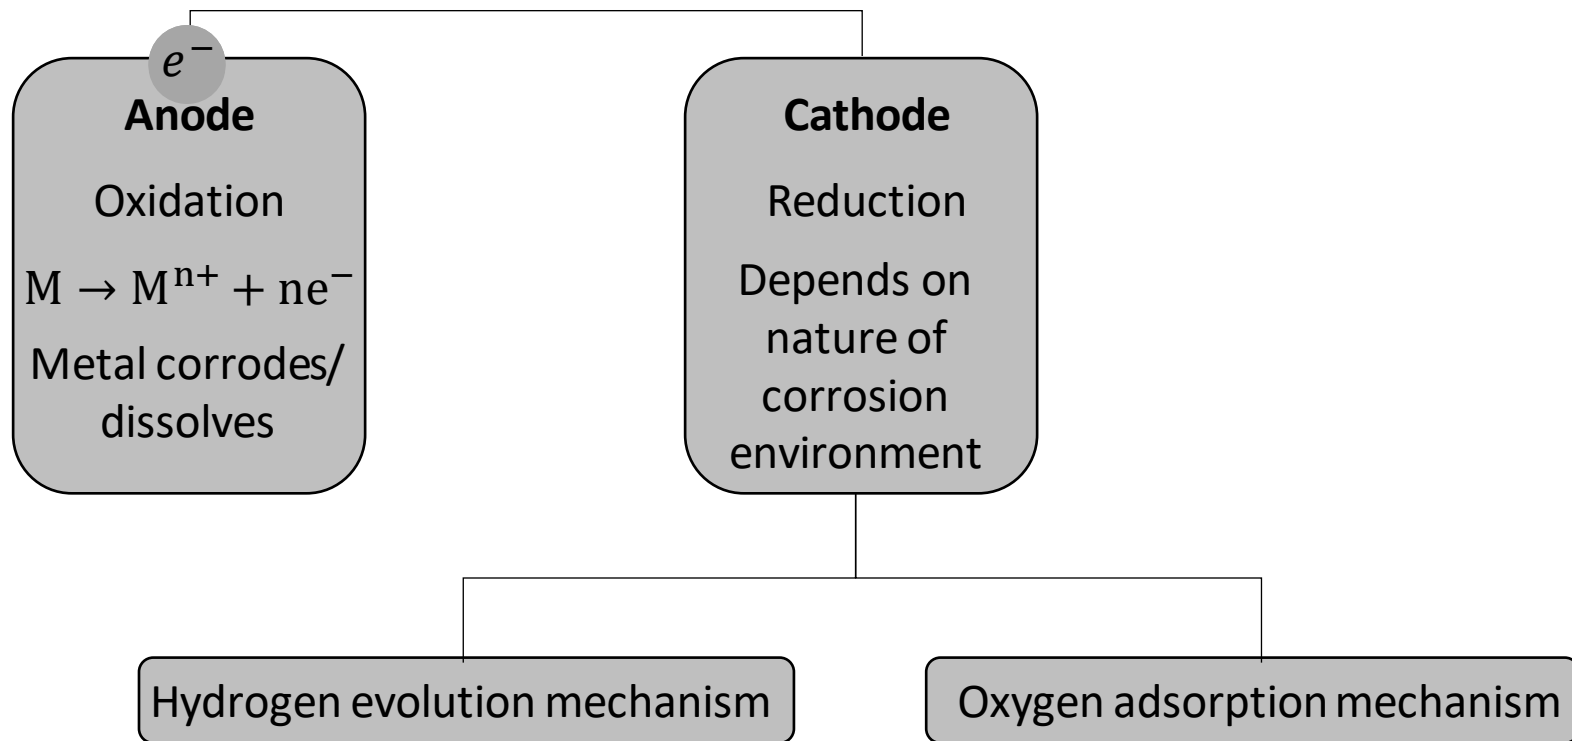 e⁻
Anode
Oxidation
M → Mⁿ⁺ + ne⁻
Metal corrodes/
dissolves
Cathode
Reduction
Depends on
nature of
corrosion
environment
Hydrogen evolution mechanism
Oxygen adsorption mechanism